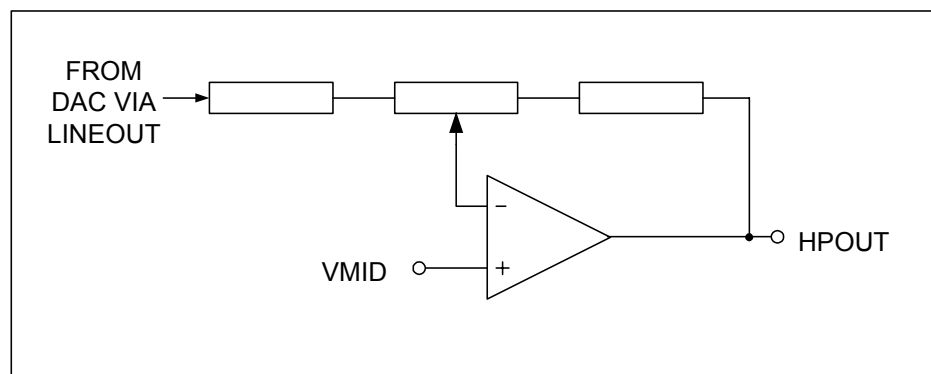 FROM
DAC VIA
LINEOUT
−
+
VMID
HPOUT